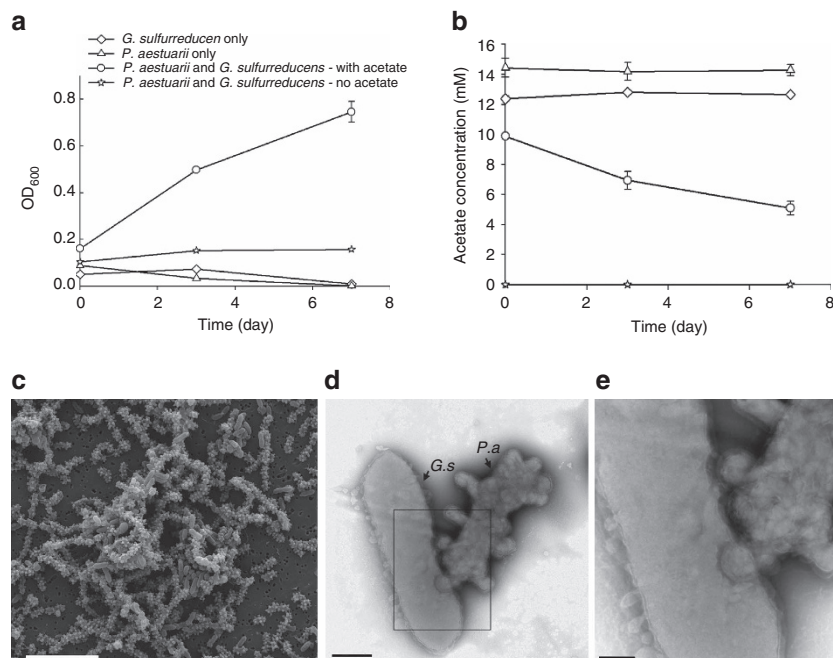 a
G. sulfurreducen only
P. aestuarii only
P. aestuarii and G. sulfurreducens - with acetate
P. aestuarii and G. sulfurreducens - no acetate
0.8
0.6
0.4
0.2
0.0
OD600
0 2 4 6 8
Time (day)
b
16
14
12
10
8
6
4
2
0
Acetate concentration (mM)
0 2 4 6 8
Time (day)
c
d
G.s
P.a
e